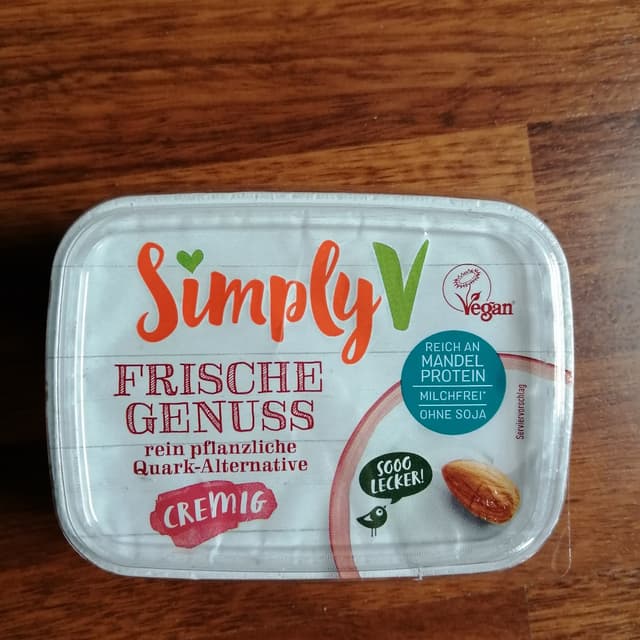 Simply V
Vegan
FRISCHE
GENUSS
rein pflanzliche
Quark-Alternative
CREMIG
REICH AN
MANDEL
PROTEIN
MILCHFREI*
OHNE SOJA
Serviervorschlag
SOOO
LECKER!